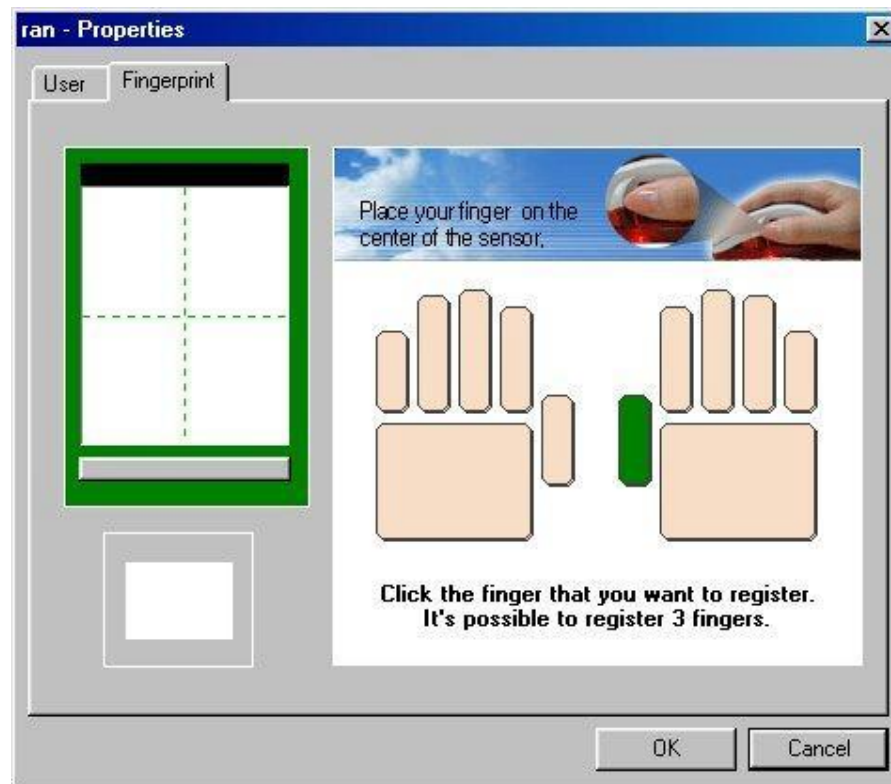 ran - Properties
User
Fingerprint
Place your finger on the
center of the sensor,
Click the finger that you want to register.
It's possible to register 3 fingers.
OK
Cancel